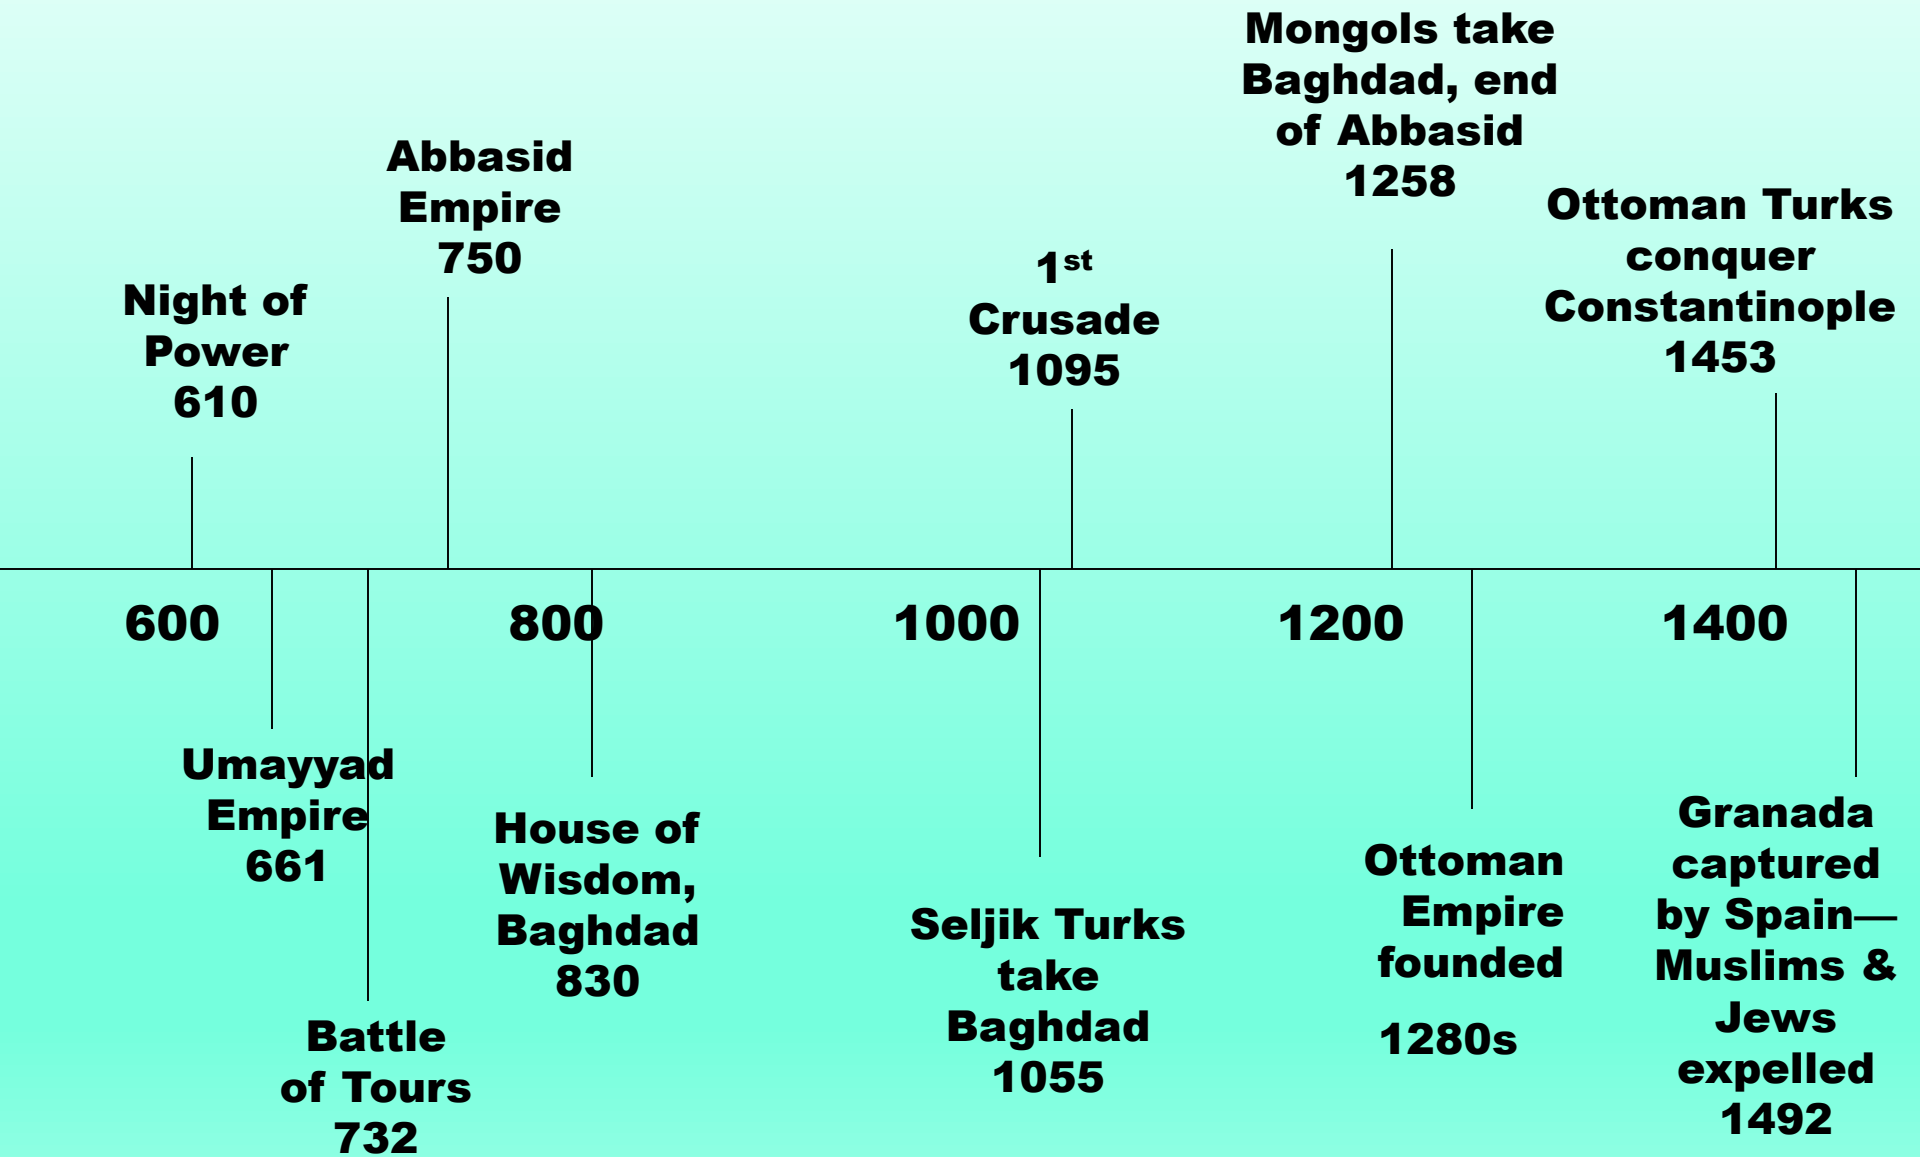 Mongols take
Baghdad, end
of Abbasid
1258
Abbasid
Empire
750
Ottoman Turks
conquer
Constantinople
1453
1st
Crusade
1095
Night of
Power
610
600
800
1000
1200
1400
Umayyad
Empire
661
Battle
of Tours
732
House of
Wisdom,
Baghdad
830
Seljik Turks
take
Baghdad
1055
Ottoman
Empire
founded
1280s
Granada
captured
by Spain—
Muslims &
Jews
expelled
1492